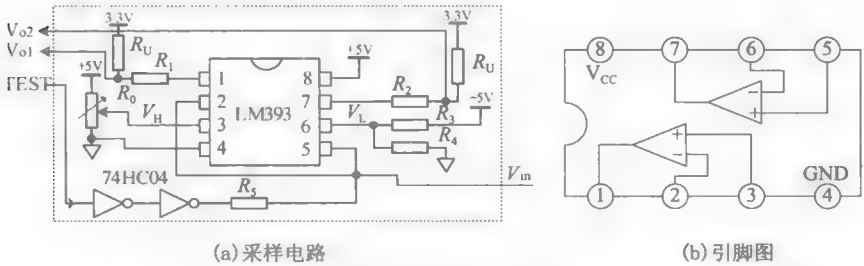 3.3V
3.3V
Vo2
Vo1
TEST
+5V
RU
R1
R0
VH
1
2
3
4
LM393
8
7
6
5
+5V
R2
RU
VL
R3
+5V
R4
74HC04
R5
Vin
(a)采样电路
8
7
6
5
VCC
-
+
+
-
GND
1
2
3
4
(b)引脚图